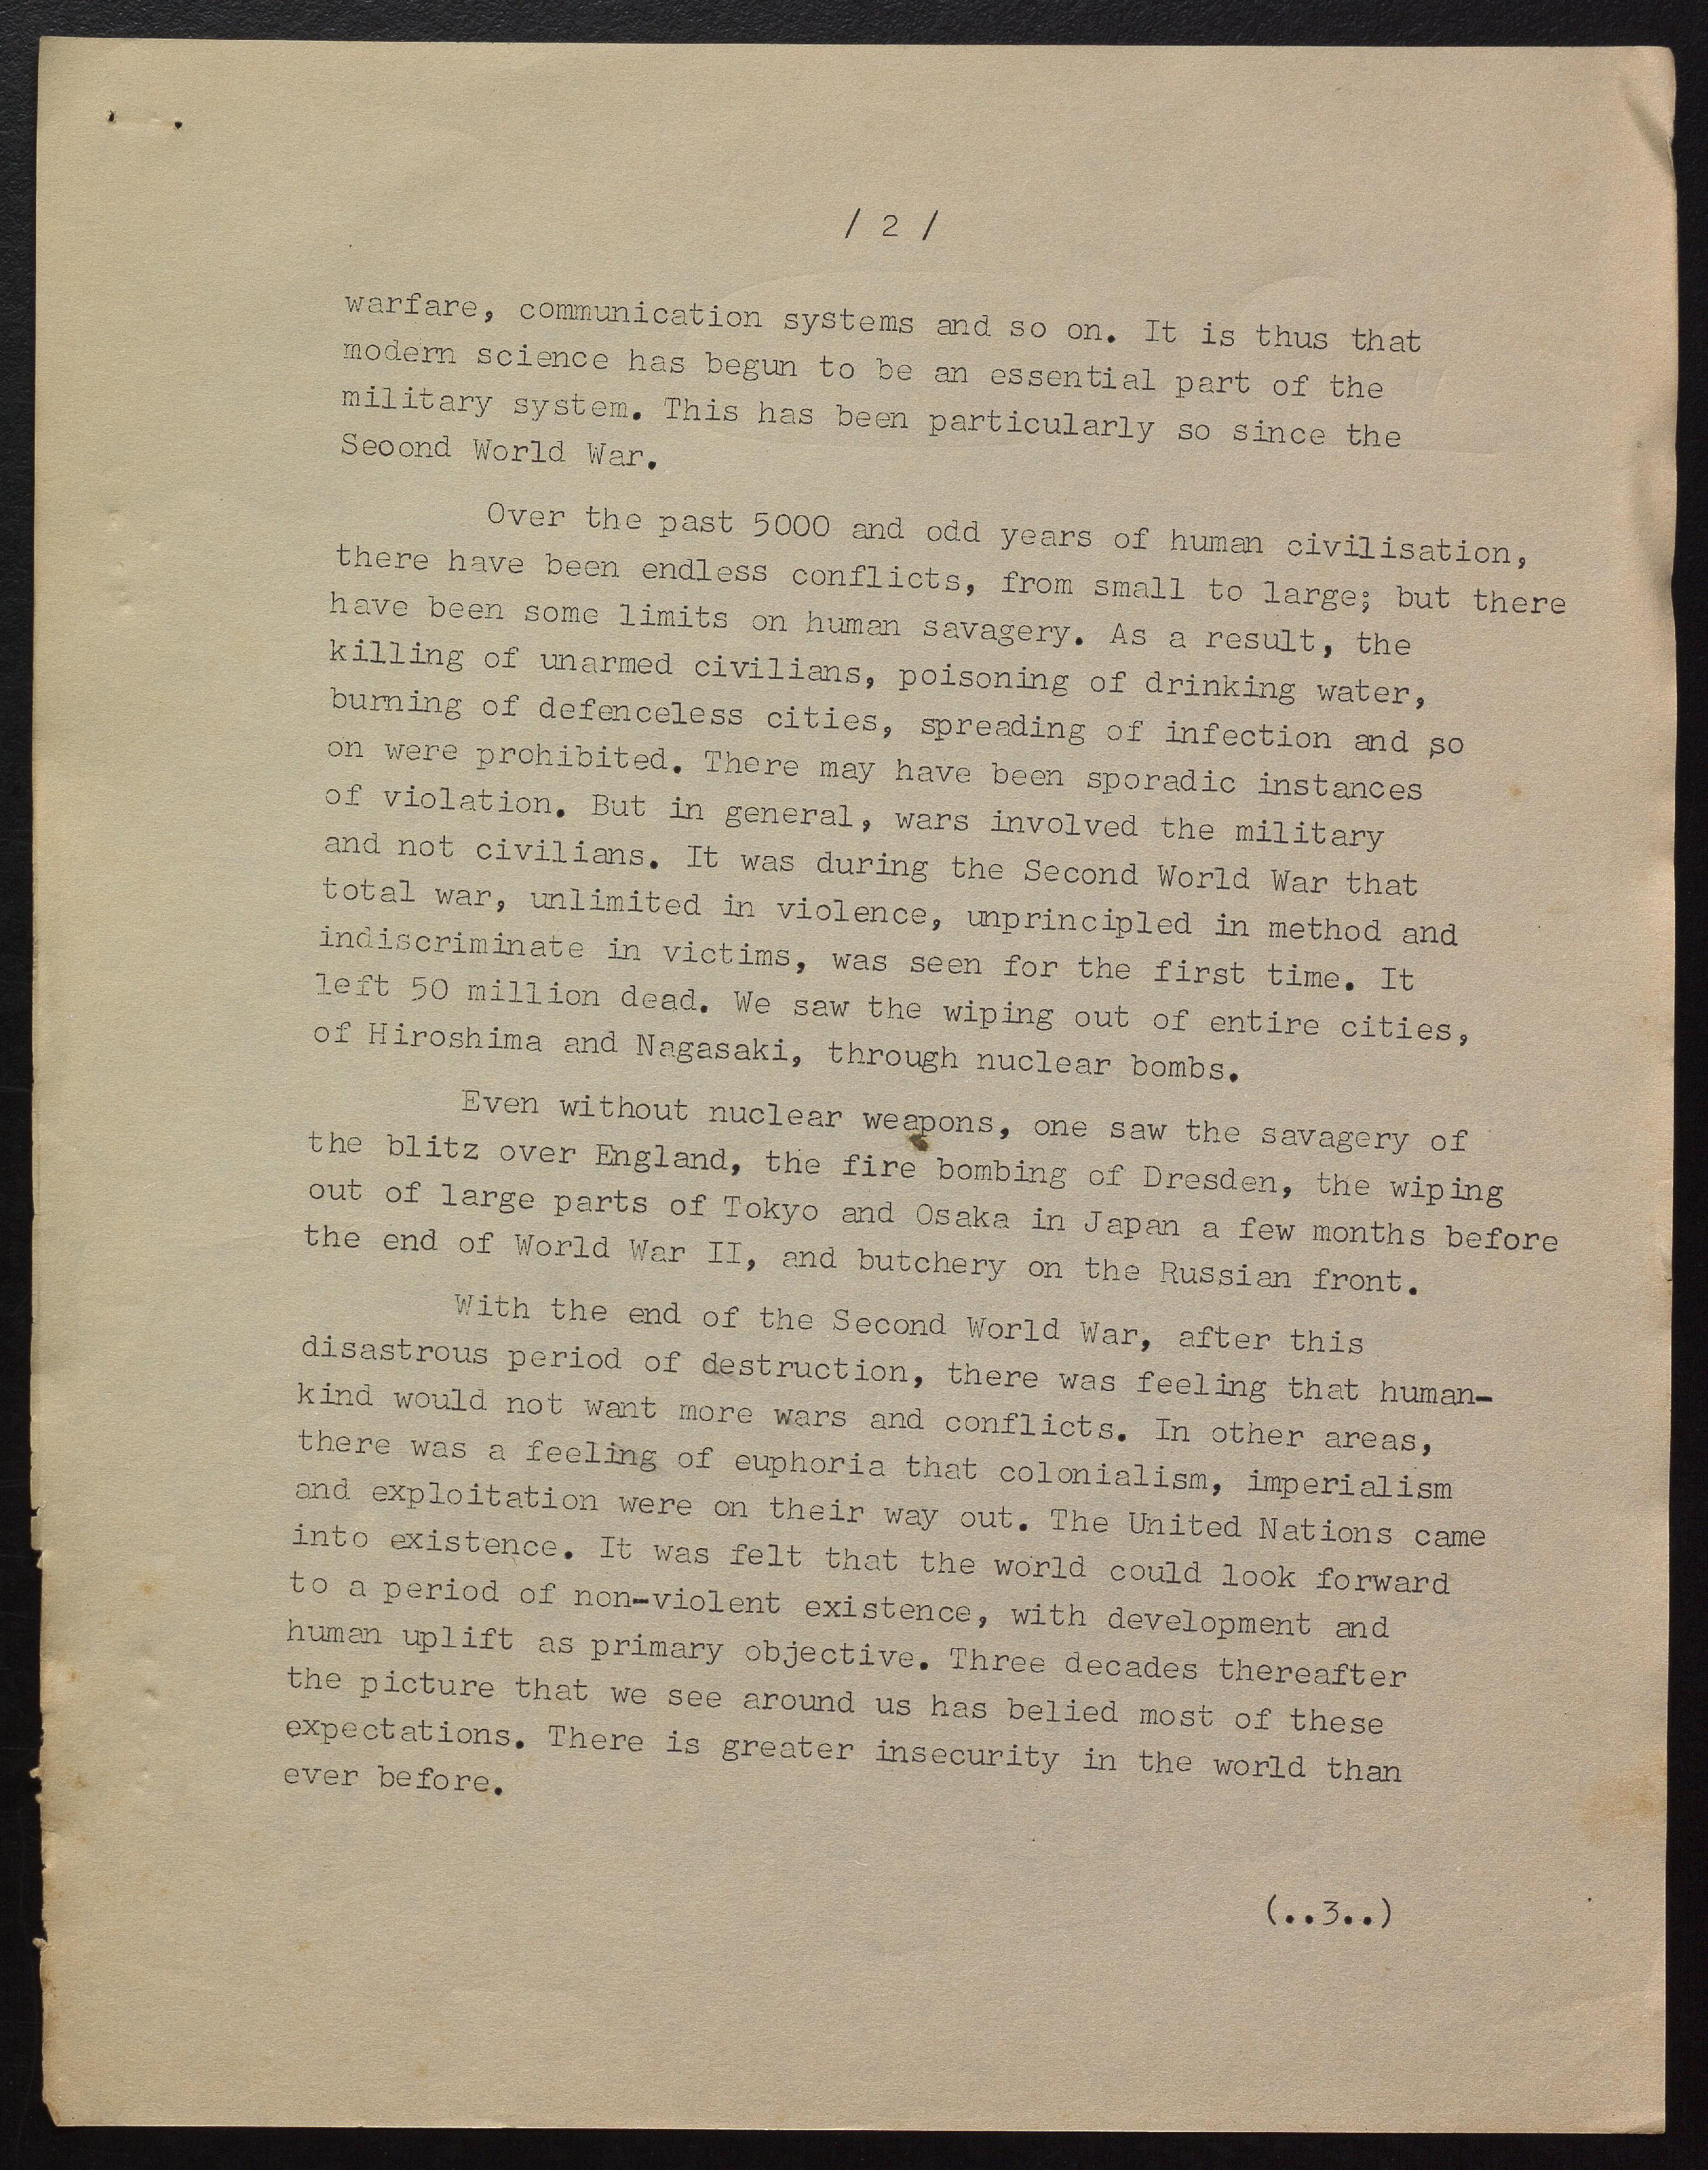 / 2 /
warfare, communication systems and so on. It is thus that
modern science has begun to be an essential part of the
military system. This has been particularly so since the
Seoond World War.
Over the past 5000 and odd years of human civilisation,
there have been endless conflicts, from small to large; but there
have been some limits on human savagery. As a result, the
killing of unarmed civilians, poisoning of drinking water,
burning of defenceless cities, spreading of infection and so
on were prohibited. There may have been sporadic instances
of violation. But in general, wars involved the military
and not civilians. It was during the Second World War that
total war, unlimited in violence, unprincipled in method and
indiscriminate in victims, was seen for the first time. It
left 50 million dead. We saw the wiping out of entire cities,
of Hiroshima and Nagasaki, through nuclear bombs.
Even without nuclear weapons, one saw the savagery of
the blitz over England, the fire bombing of Dresden, the wiping
out of large parts of Tokyo and Osaka in Japan a few months before
the end of World War II, and butchery on the Russian front.
With the end of the Second World War, after this
disastrous period of destruction, there was feeling that human-
kind would not want more wars and conflicts. In other areas,
there was a feeling of euphoria that colonialism, imperialism
and exploitation were on their way out. The United Nations came
into existence. It was felt that the world could look forward
to a period of non-violent existence, with development and
human uplift as primary objective. Three decades thereafter
the picture that we see around us has belied most of these
expectations. There is greater insecurity in the world than
ever before.
(..3..)